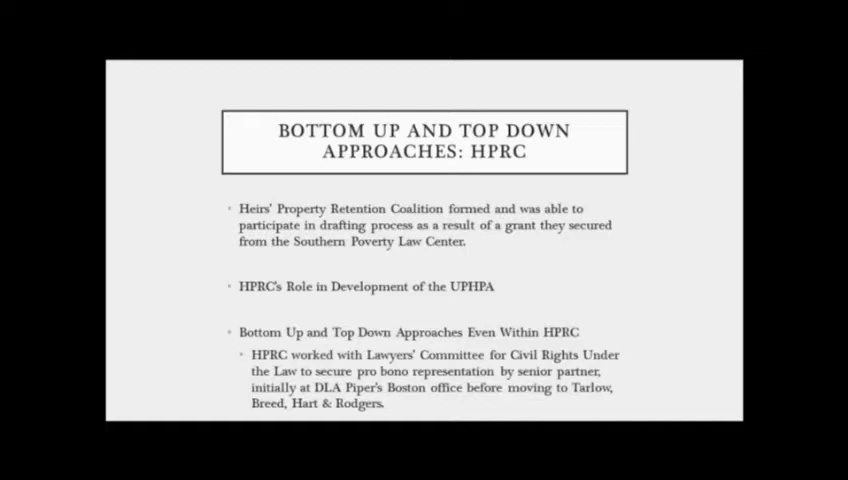 BOTTOM UP AND TOP DOWN
APPROACHES: HPRC
Heirs' Property Retention Coalition formed and was able to
participate in drafting process as a result of a grant they secured
from the Southern Poverty Law Center.
HPRC's Role in Development of the UPHPA
Bottom Up and Top Down Approaches Even Within HPRC
HPRC worked with Lawyers' Committee for Civil Rights Under
the Law to secure pro bono representation by senior partner,
initially at DLA Piper's Boston office before moving to Tarlow,
Breed, Hart & Rodgers.